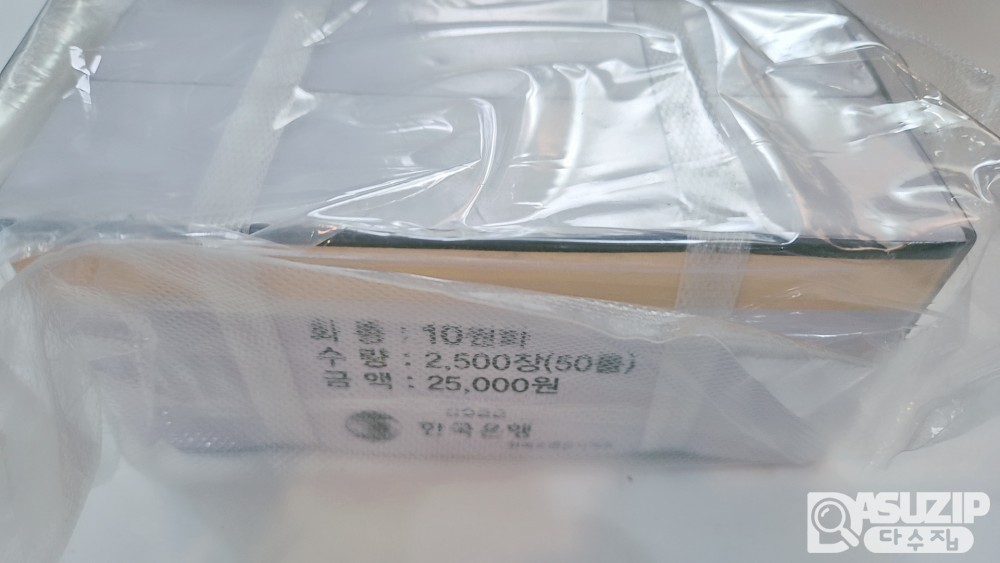 화 종 : 10원화
수 량 : 2,500장(50롤)
금 액 : 25,000원
한국은행
DASUZIP
다수집